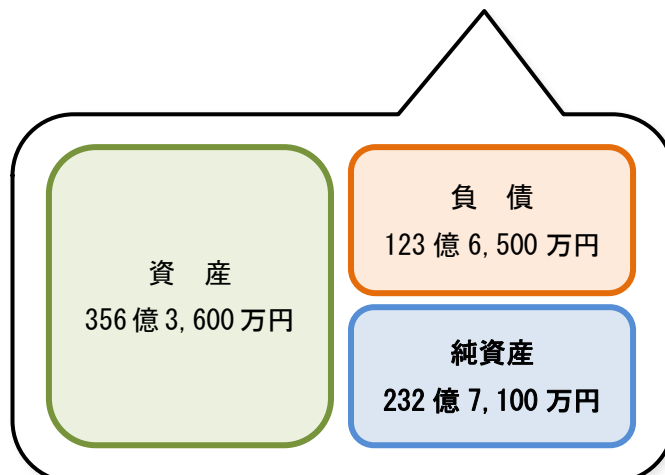 資　産
356億3,600万円
負　債
123億6,500万円
純資産
232億7,100万円